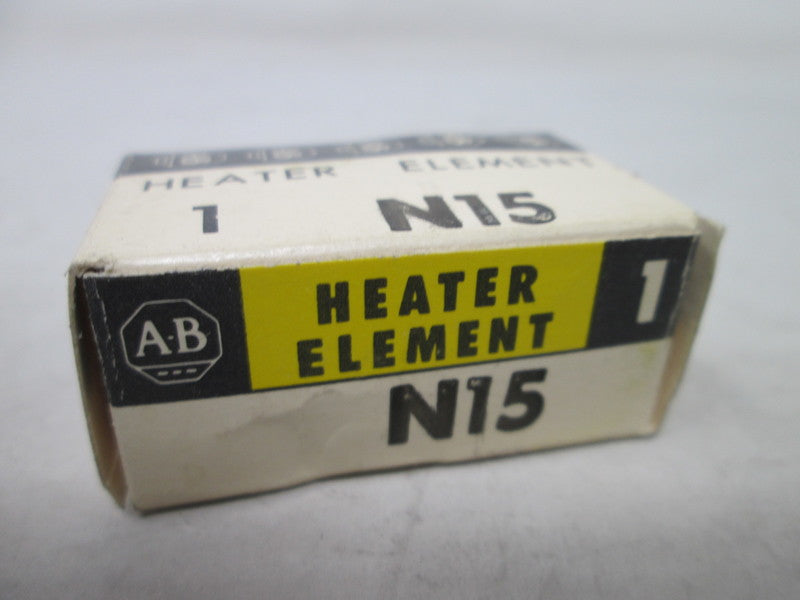 HEATER ELEMENT
1 N15
A-B
HEATER
ELEMENT
1
N15